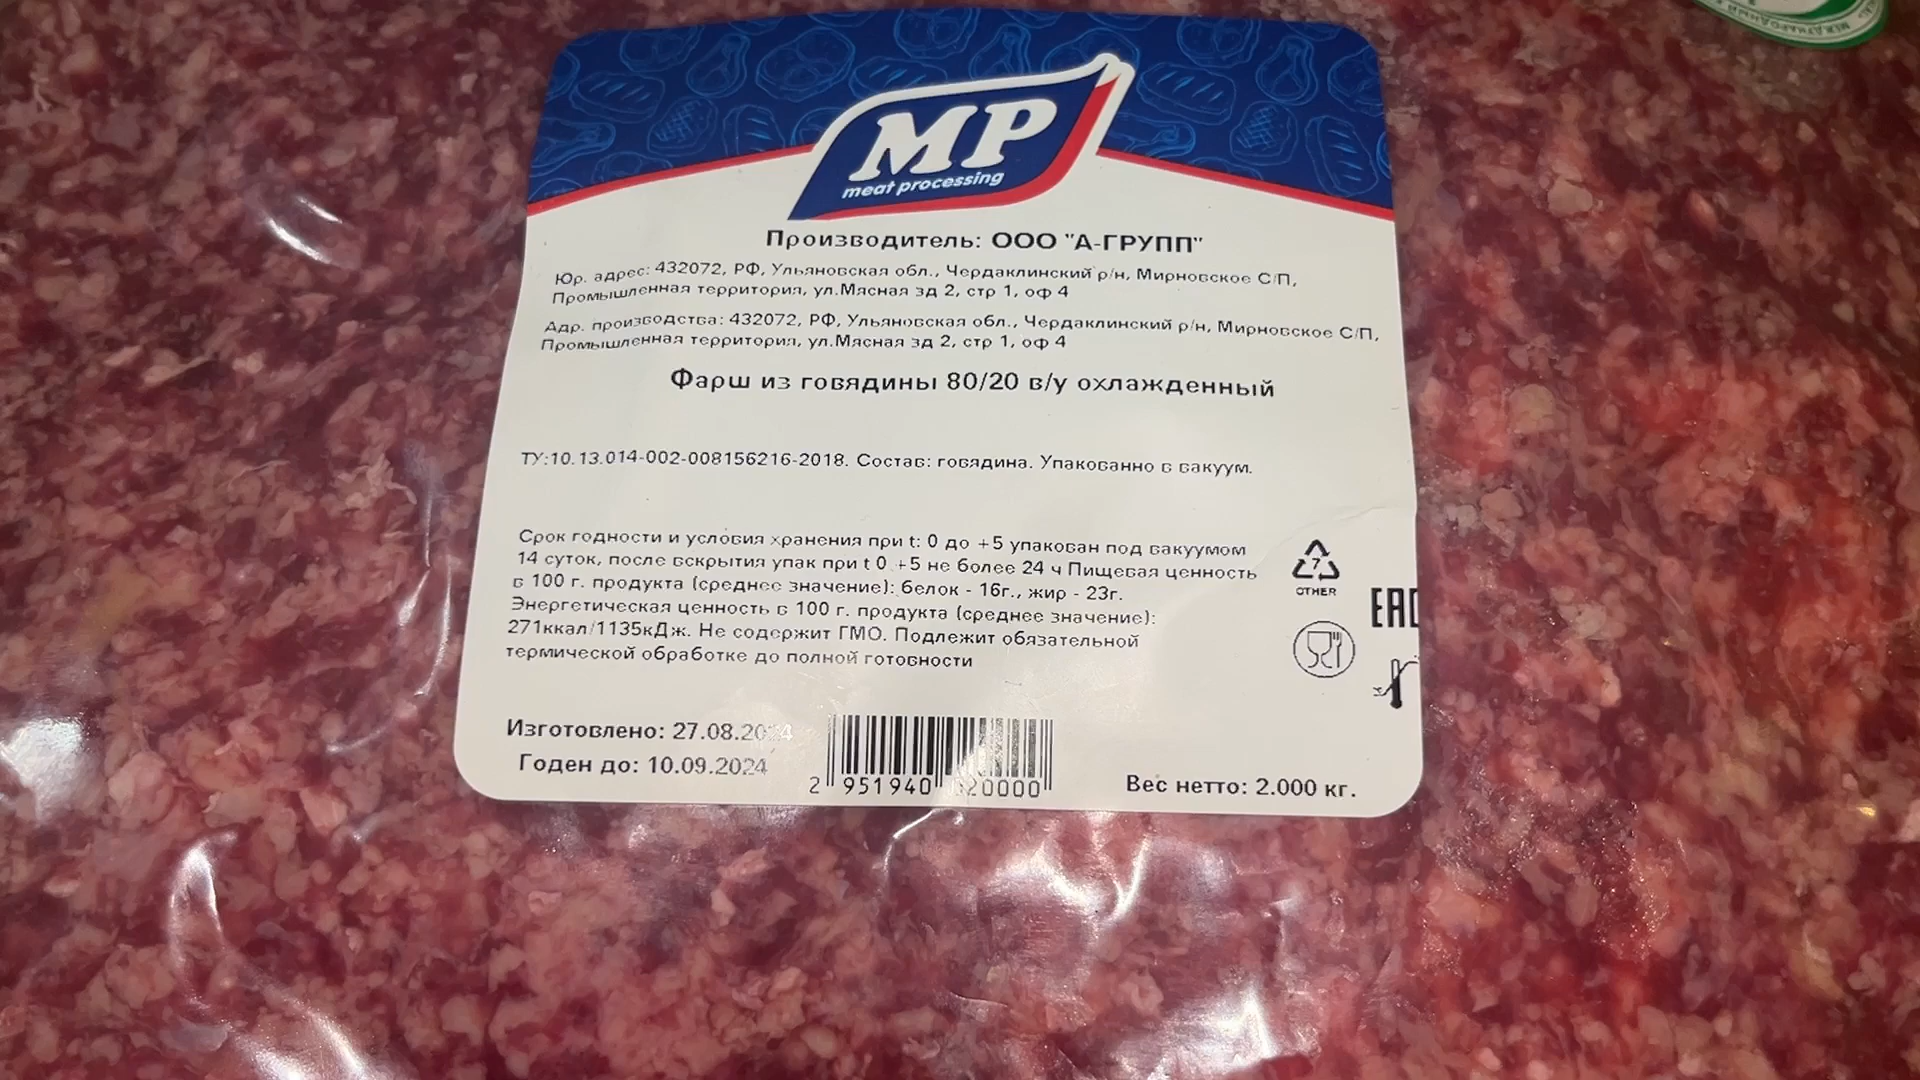 МЕЖДУНАРОДНЫЙ
MP
meat processing
Производитель: ООО "А-ГРУПП"
Юр. адрес: 432072, РФ, Ульяновская обл., Чердаклинский р/н, Мирновское С/П,
Промышленная территория, ул.Мясная зд 2, стр 1, оф 4
Адр. производства: 432072, РФ, Ульяновская обл., Чердаклинский р/н, Мирновское С/П,
Промышленная территория, ул.Мясная зд 2, стр 1, оф 4
Фарш из говядины 80/20 в/у охлажденный
ТУ:10.13.014-002-008156216-2018. Состав: говядина. Упакованно в вакуум.
Срок годности и условия хранения при t: 0 до +5 упакован под вакуумом
14 суток, после вскрытия упак при t 0 +5 не более 24 ч Пищевая ценность
в 100 г. продукта (среднее значение): белок - 16г., жир - 23г.
Энергетическая ценность в 100 г. продукта (среднее значение):
271ккал/1135кДж. Не содержит ГМО. Подлежит обязательной
термической обработке до полной готовности
7
OTHER
EAC
Изготовлено: 27.08.2024
Годен до: 10.09.2024
2 951940 020000
Вес нетто: 2.000 кг.